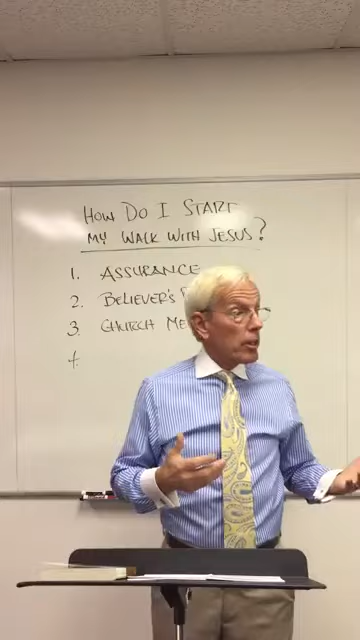 HOW DO I START
MY WALK WITH JESUS?
1. ASSURANCE
2. BELIEVER'S
3. CHURCH
4.